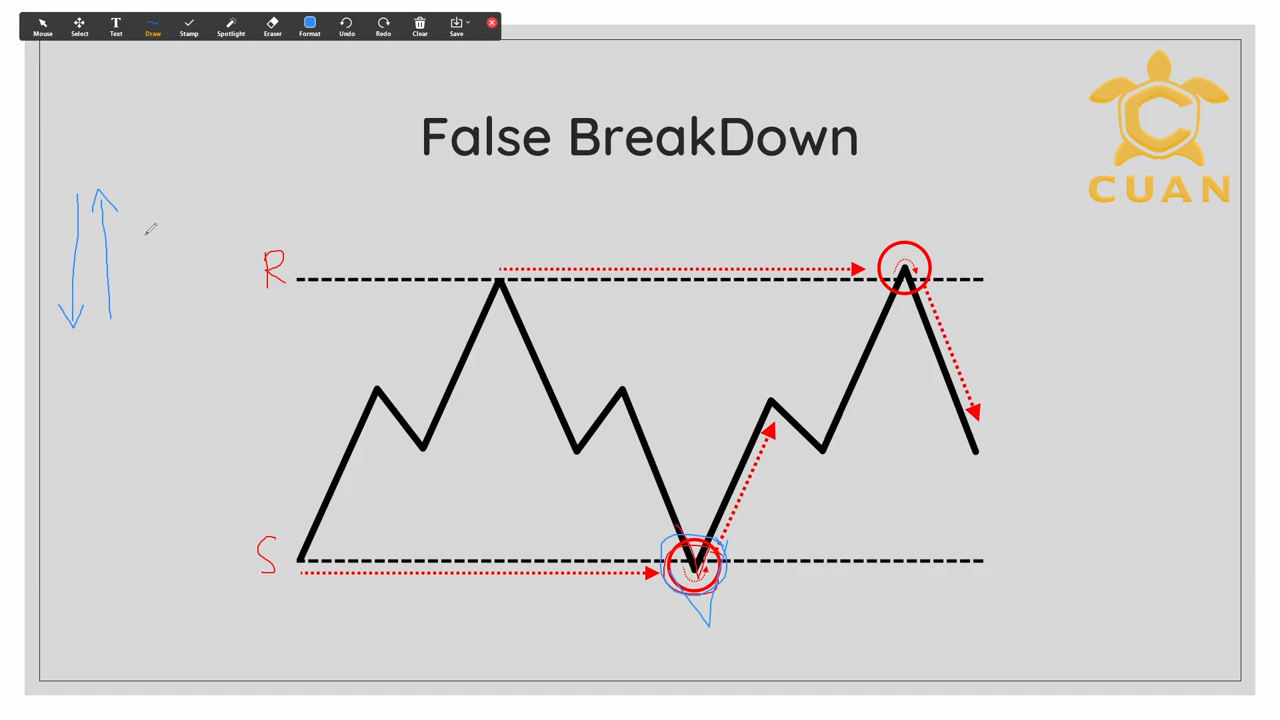 Mouse Select Text Draw Stamp Spotlight Eraser Format Undo Redo Clear Save
False BreakDown
C
CUAN
R
S